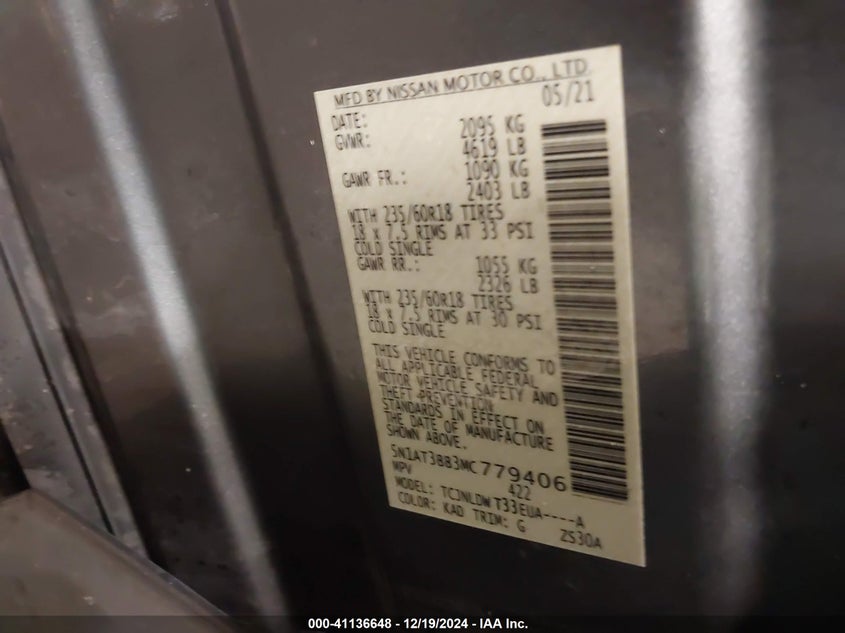 MFD BY NISSAN MOTOR CO., LTD.
DATE: 05/21
GVWR: 2095 KG
4619 LB
GAWR FR.: 1090 KG
2403 LB
WITH 235/60R18 TIRES
18 x 7.5 RIMS AT 33 PSI
COLD SINGLE
GAWR RR.: 1055 KG
2326 LB
WITH 235/60R18 TIRES
18 x 7.5 RIMS AT 30 PSI
COLD SINGLE
THIS VEHICLE CONFORMS TO
ALL APPLICABLE FEDERAL
MOTOR VEHICLE SAFETY AND
THEFT PREVENTION
STANDARDS IN EFFECT ON
THE DATE OF MANUFACTURE
SHOWN ABOVE.
5N1AT3BB3MC779406
MPV 422
MODEL: TCJNLDW T33EUA----A
COLOR: KAD TRIM: G ZS30A
000-41136648 - 12/19/2024 - IAA Inc.